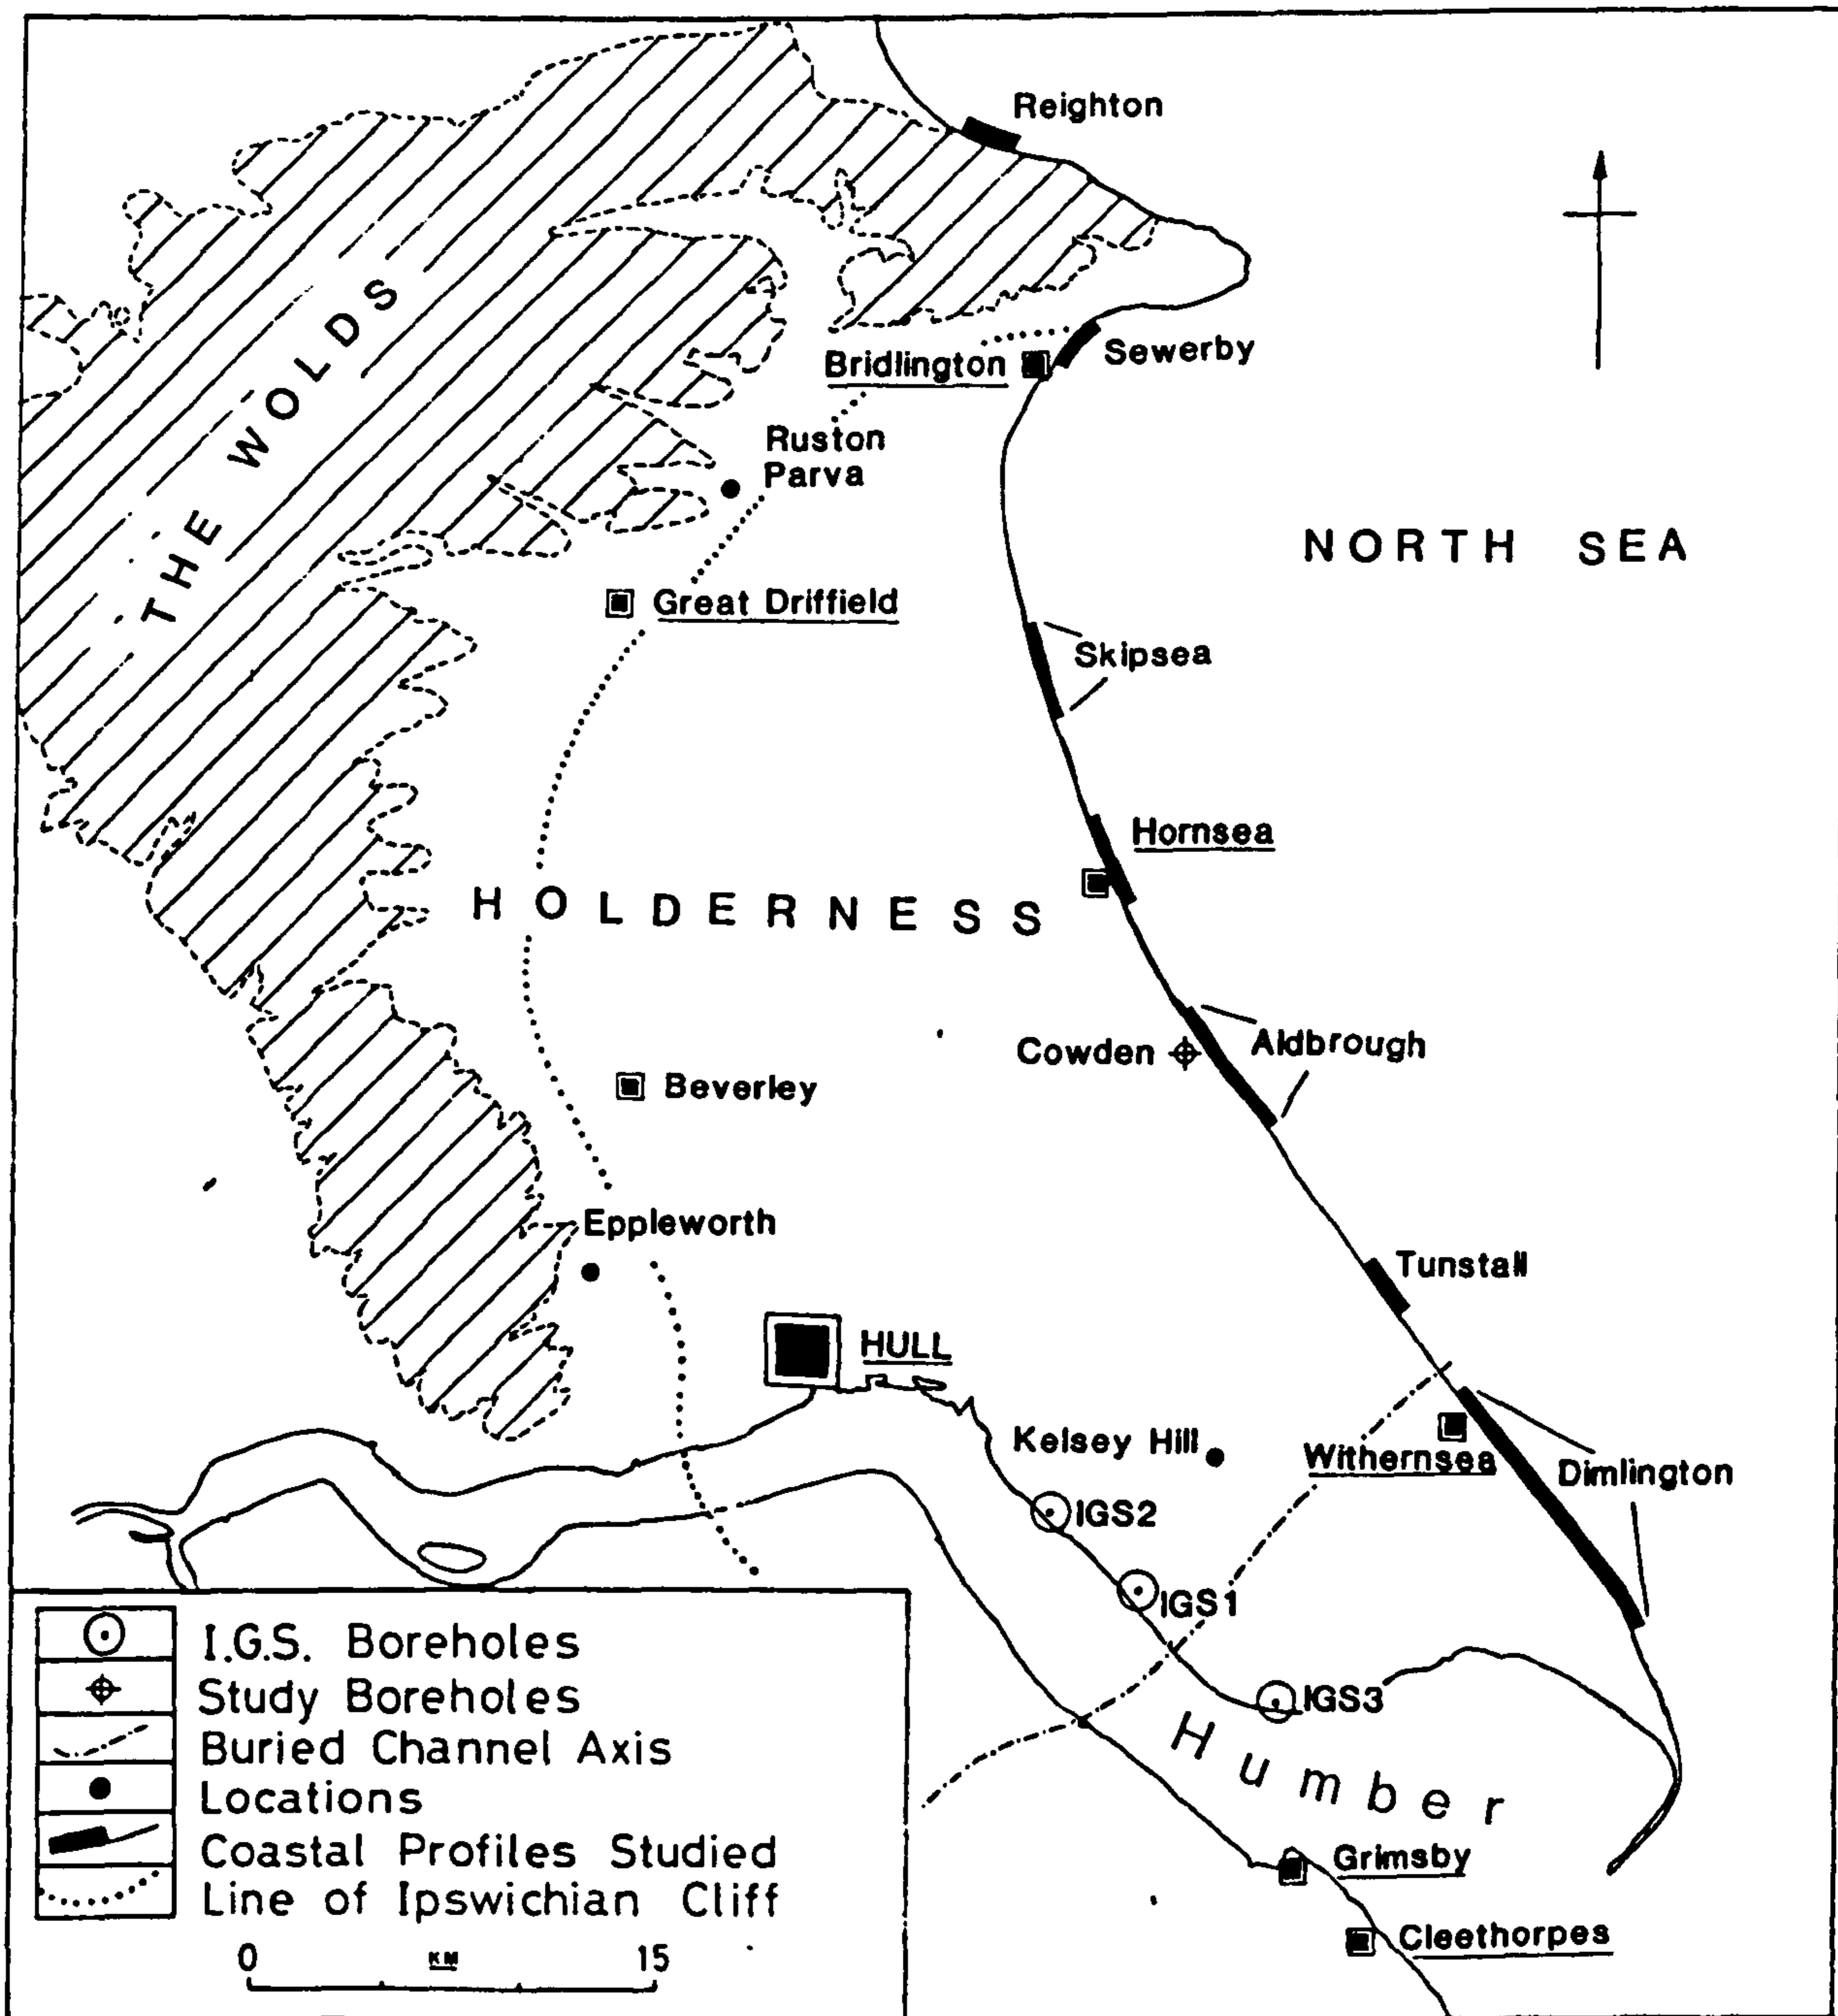 Reighton
THE WOLDS
Sewerby
Bridlington
Ruston
Parva
NORTH SEA
Great Driffield
Skipsea
Hornsea
HOLDERNESS
Cowden
Aldbrough
Beverley
Eppleworth
Tunstall
HULL
Kelsey Hill
Withernsea
Dimlington
IGS2
IGS1
IGS3
Humber
Grimsby
Cleethorpes
I.G.S. Boreholes
Study Boreholes
Buried Channel Axis
Locations
Coastal Profiles Studied
Line of Ipswichian Cliff
0 KM 15